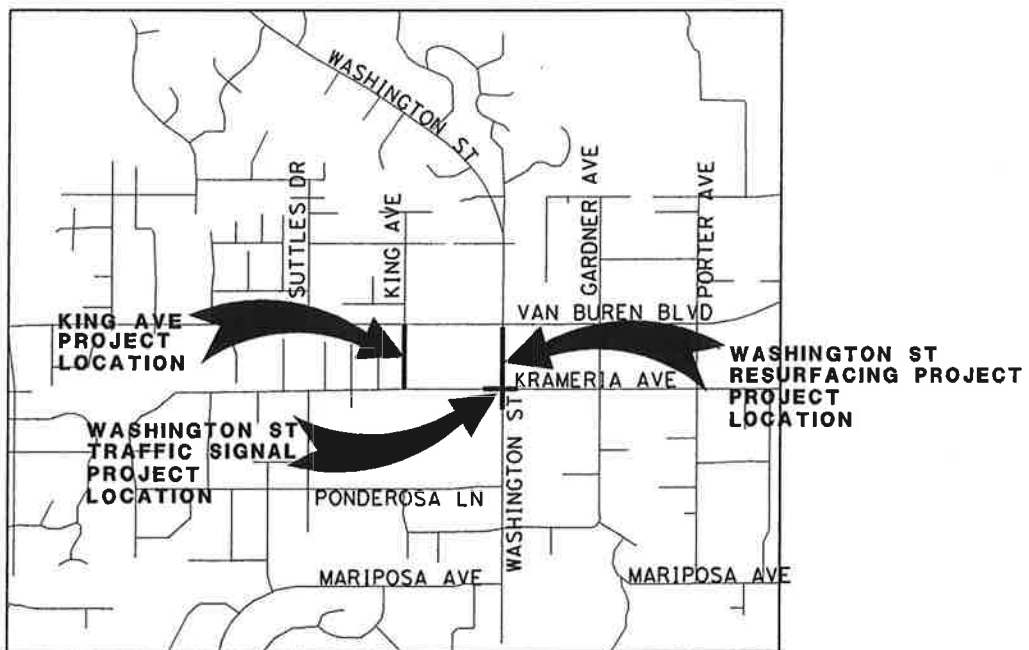 WASHINGTON ST
SUTTLES DR
KING AVE
GARDNER AVE
PORTER AVE
VAN BUREN BLVD
KING AVE
PROJECT
LOCATION
KRAMERIA AVE
WASHINGTON ST
RESURFACING PROJECT
PROJECT
LOCATION
WASHINGTON ST
TRAFFIC SIGNAL
PROJECT
LOCATION
WASHINGTON ST
PONDEROSA LN
MARIPOSA AVE
MARIPOSA AVE